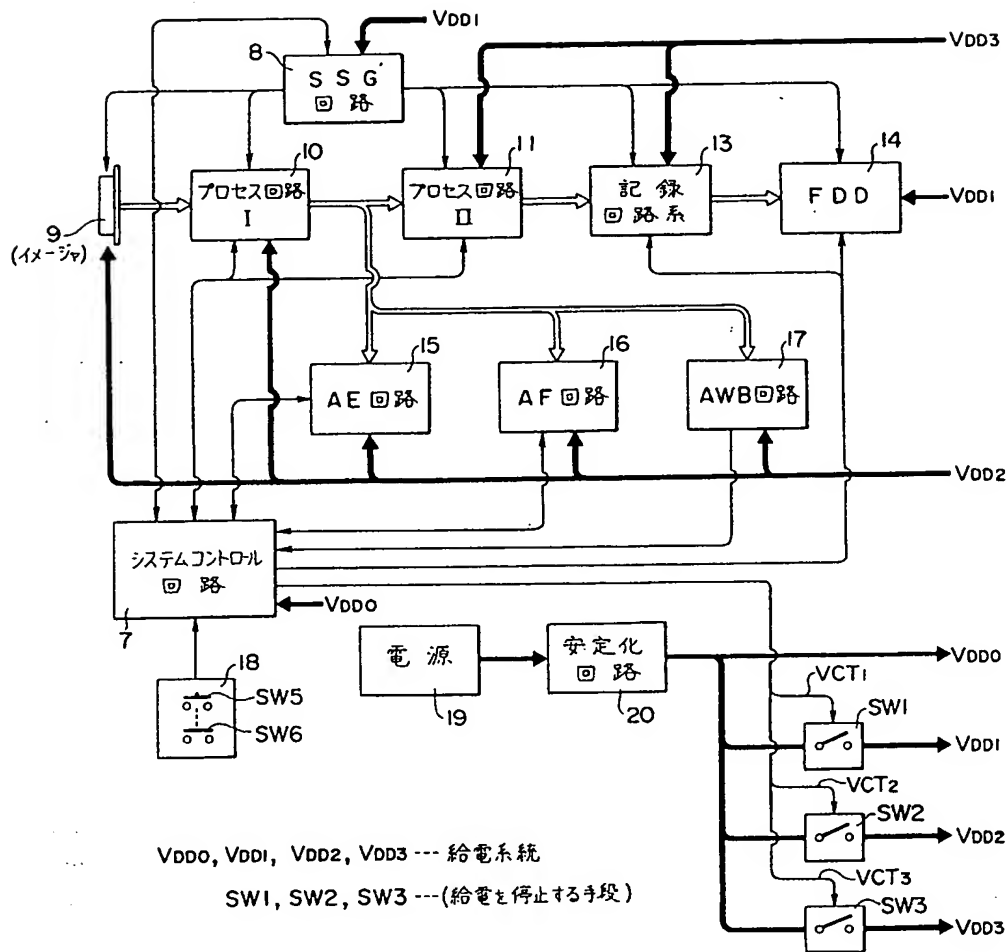 VDD1
8
SSG
回路
VDD3
10
プロセス回路
I
11
プロセス回路
II
13
記録
回路系
14
FDD
VDD1
9
(イメージャ)
15
AE回路
16
AF回路
17
AWB回路
VDD2
システムコントロール
回路
7
VDD0
18
SW5
SW6
電源
19
安定化
回路
20
VDD0
VCT1
SW1
VDD1
VCT2
SW2
VDD2
VCT3
SW3
VDD3
VDD0, VDD1, VDD2, VDD3 --- 給電系統
SW1, SW2, SW3 ---(給電を停止する手段)